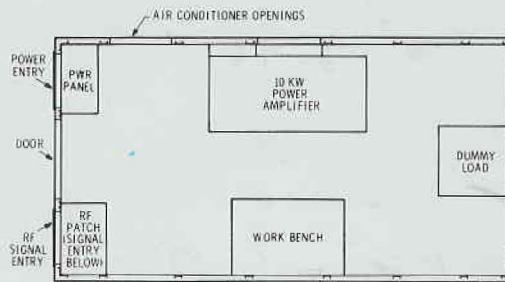 AIR CONDITIONER OPENINGS
POWER
ENTRY
PWR
PANEL
10 KW
POWER
AMPLIFIER
DOOR
DUMMY
LOAD
RF
SIGNAL
ENTRY
RF
PATCH
(SIGNAL
ENTRY
BELOW)
WORK BENCH